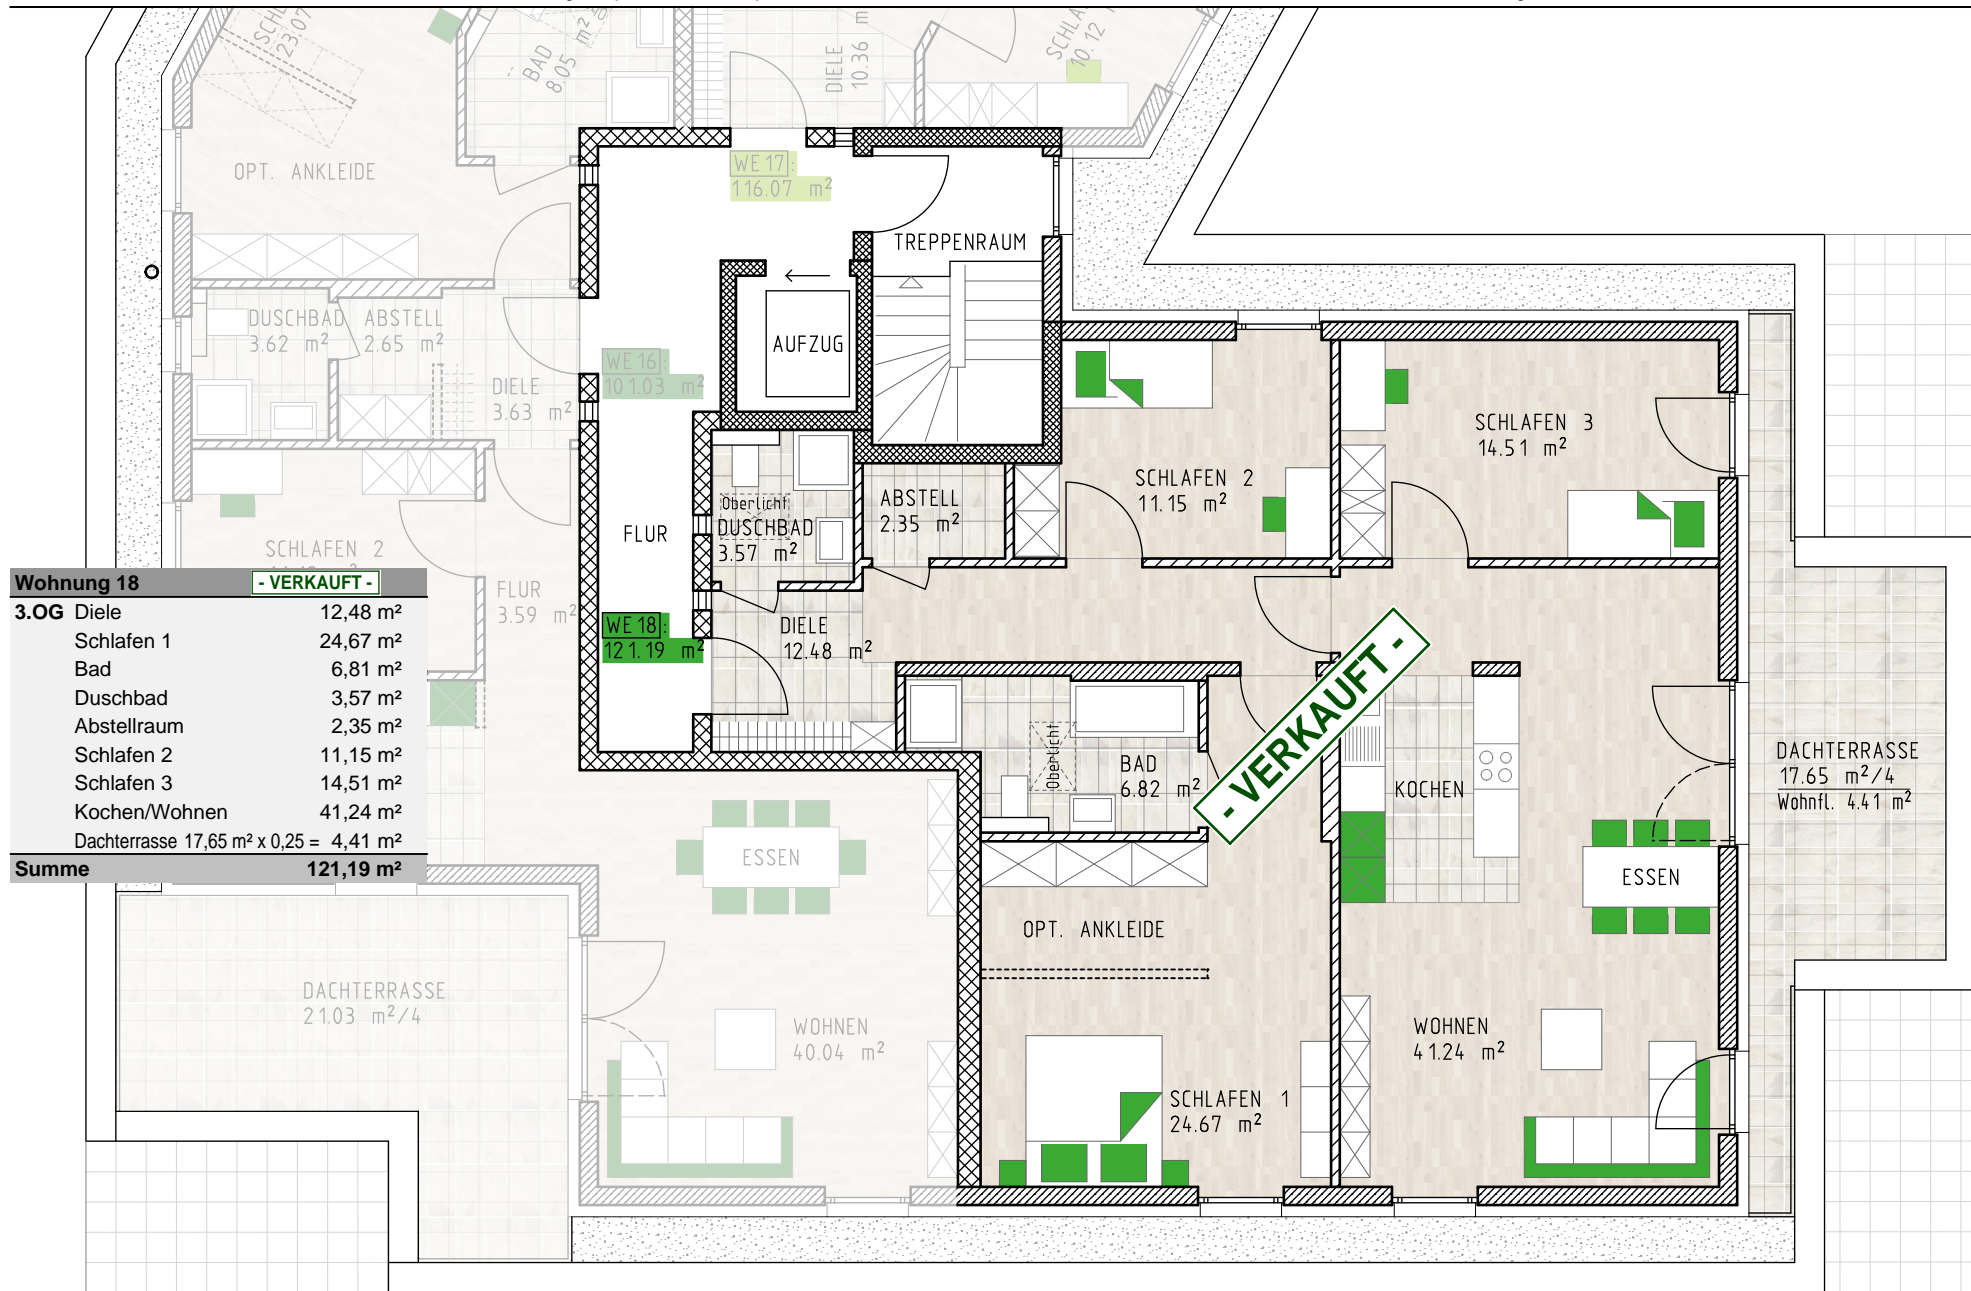 BAD
8.05 m²
DIELE
10.36 m
10.12
OPT. ANKLEIDE
WE 17:
116.07 m²
TREPPENRAUM
DUSCHBAD
3.62 m²
ABSTELL
2.65 m²
AUFZUG
WE 16:
101.03 m²
DIELE
3.63 m²
SCHLAFEN 3
14.51 m²
SCHLAFEN 2
11.15 m²
Oberlicht
DUSCHBAD
3.57 m²
ABSTELL
2.35 m²
FLUR
SCHLAFEN 2
FLUR
3.59 m²
WE 18:
121.19 m²
DIELE
12.48 m²
Wohnung 18 - VERKAUFT -
3.OG Diele 12,48 m²
Schlafen 1 24,67 m²
Bad 6,81 m²
Duschbad 3,57 m²
Abstellraum 2,35 m²
Schlafen 2 11,15 m²
Schlafen 3 14,51 m²
Kochen/Wohnen 41,24 m²
Dachterrasse 17,65 m² x 0,25 = 4,41 m²
Summe 121,19 m²
- VERKAUFT -
Oberlicht
BAD
6.82 m²
KOCHEN
DACHTERRASSE
17.65 m²/4
Wohnfl. 4.41 m²
ESSEN
ESSEN
OPT. ANKLEIDE
DACHTERRASSE
21.03 m²/4
WOHNEN
40.04 m²
WOHNEN
41.24 m²
SCHLAFEN 1
24.67 m²